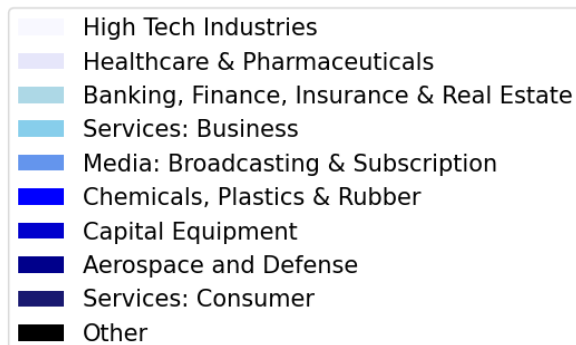 High Tech Industries
Healthcare & Pharmaceuticals
Banking, Finance, Insurance & Real Estate
Services: Business
Media: Broadcasting & Subscription
Chemicals, Plastics & Rubber
Capital Equipment
Aerospace and Defense
Services: Consumer
Other